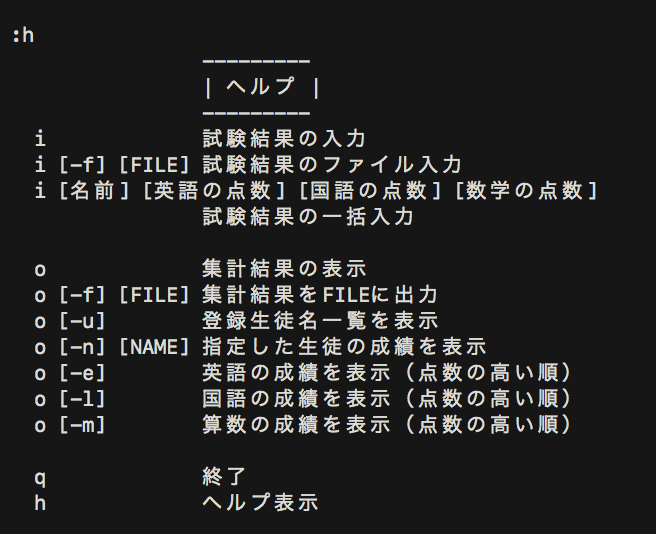 :h
---------
| ヘルプ |
---------
i 試験結果の入力
i [-f] [FILE] 試験結果のファイル入力
i [名前] [英語の点数] [国語の点数] [数学の点数]
試験結果の一括入力
o 集計結果の表示
o [-f] [FILE] 集計結果をFILEに出力
o [-u] 登録生徒名一覧を表示
o [-n] [NAME] 指定した生徒の成績を表示
o [-e] 英語の成績を表示（点数の高い順）
o [-l] 国語の成績を表示（点数の高い順）
o [-m] 算数の成績を表示（点数の高い順）
q 終了
h ヘルプ表示